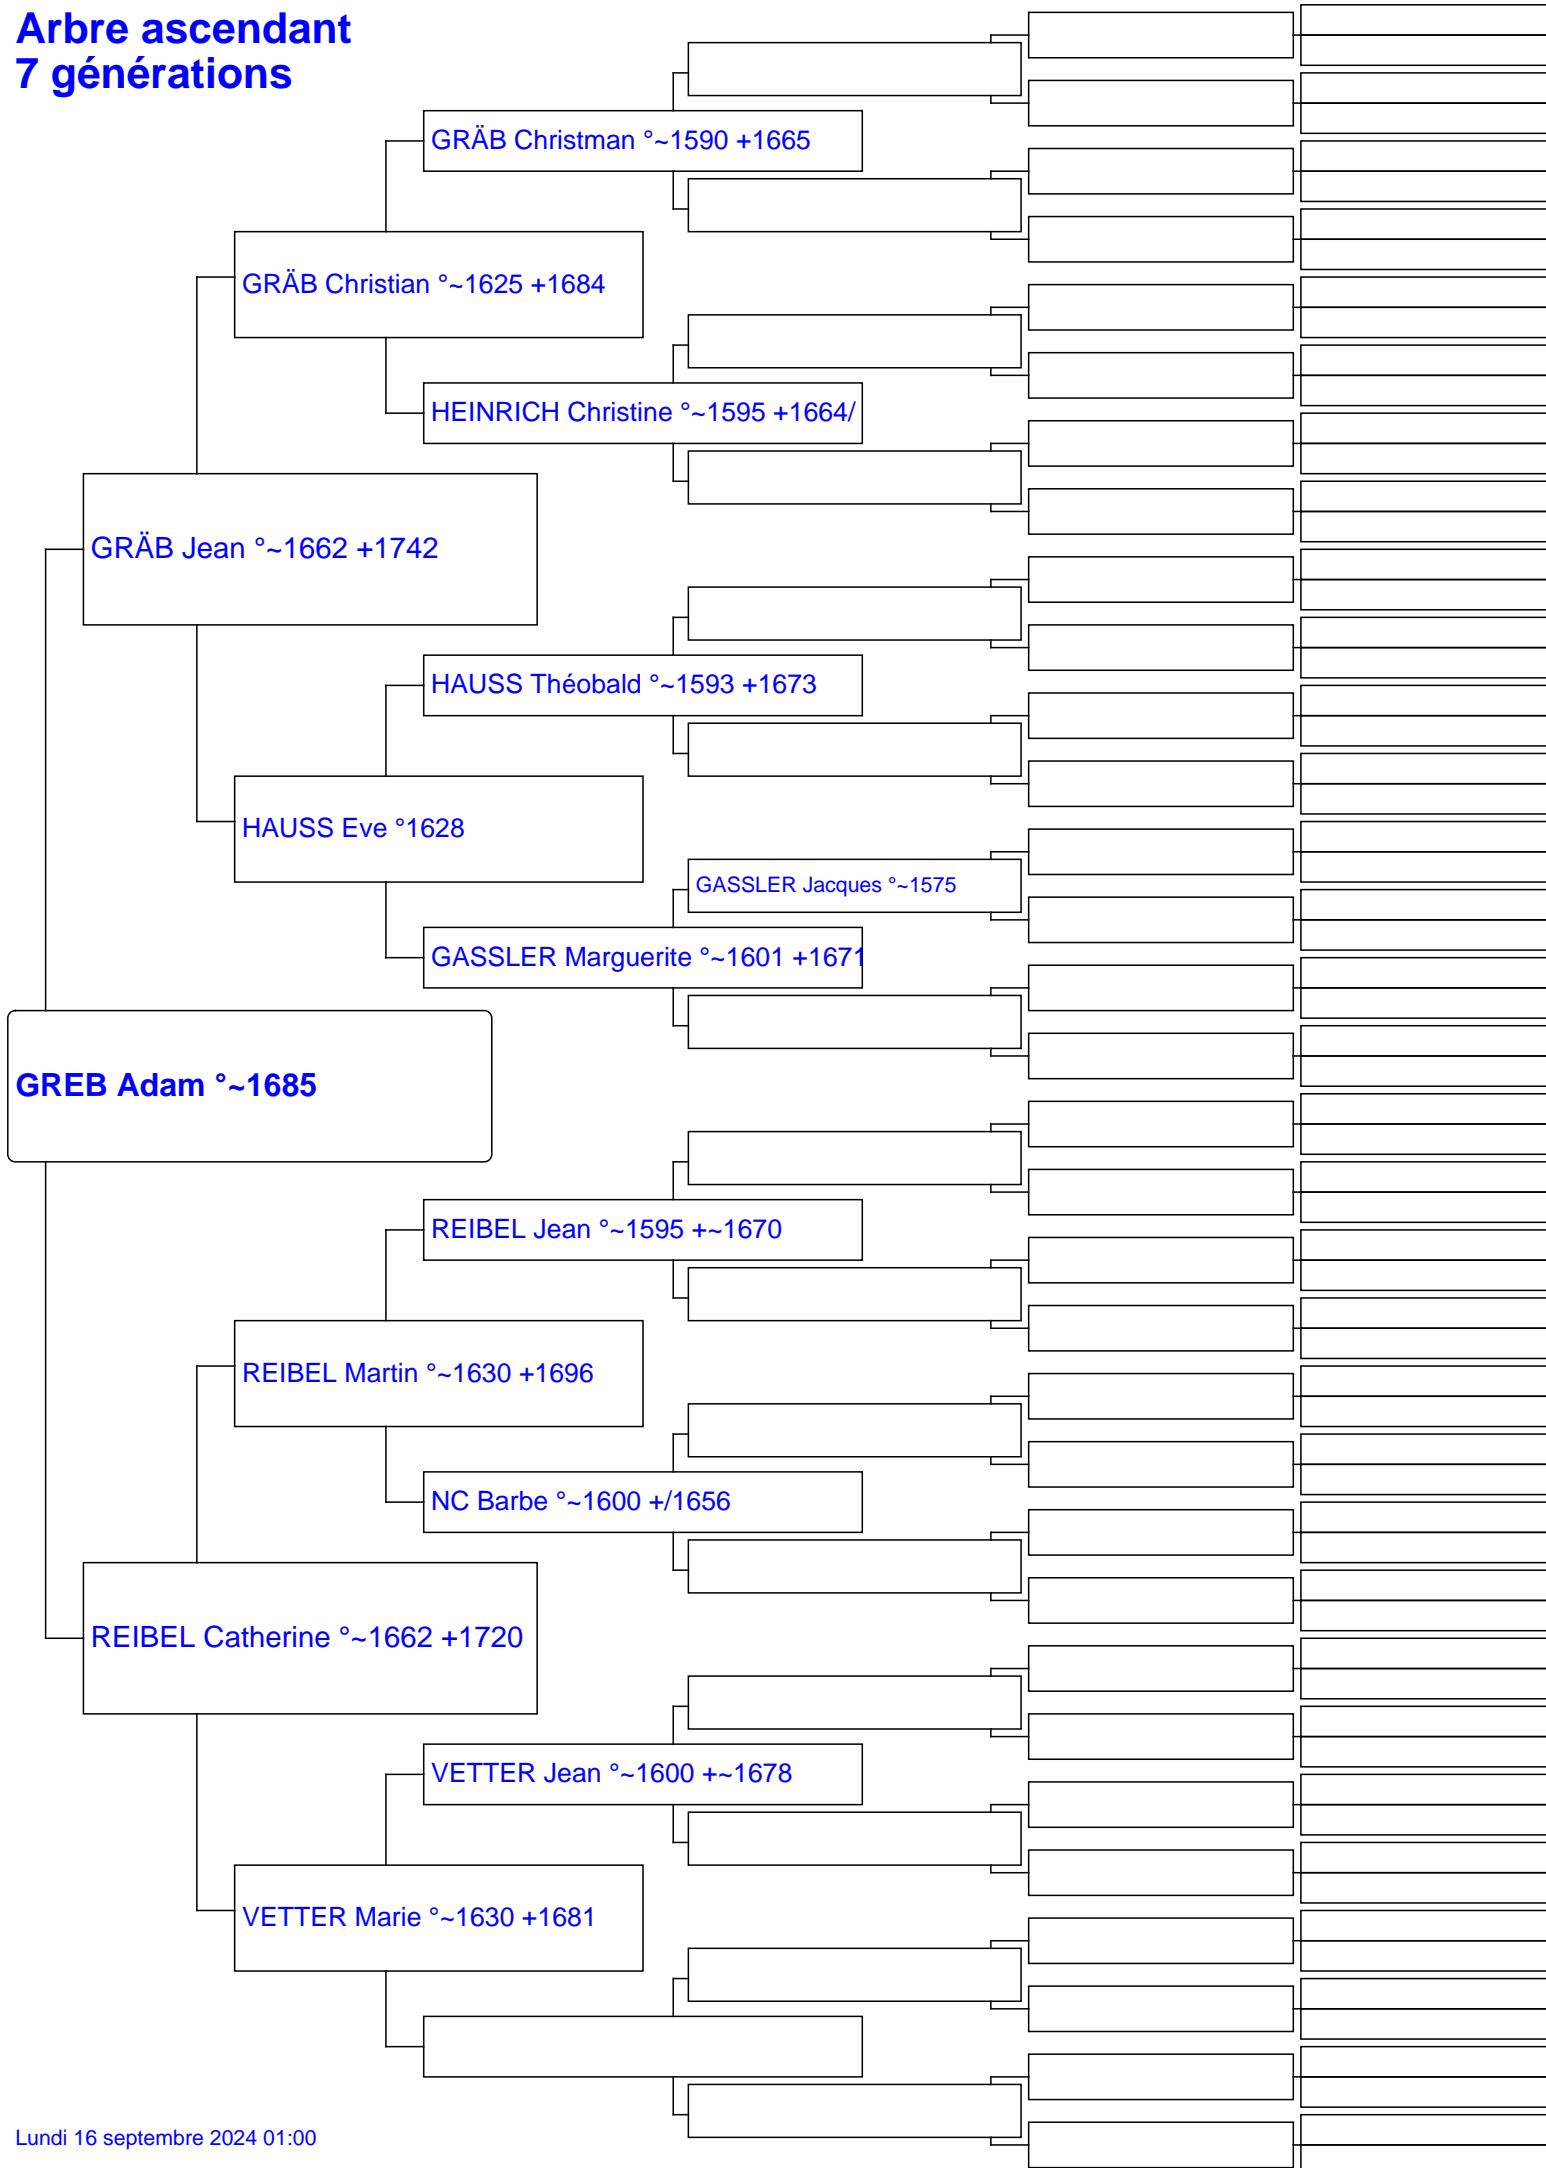 Arbre ascendant
7 générations
GRÄB Christman °~1590 +1665
GRÄB Christian °~1625 +1684
HEINRICH Christine °~1595 +1664/
GRÄB Jean °~1662 +1742
HAUSS Théobald °~1593 +1673
HAUSS Eve °1628
GASSLER Jacques °~1575
GASSLER Marguerite °~1601 +1671
GREB Adam °~1685
REIBEL Jean °~1595 +~1670
REIBEL Martin °~1630 +1696
NC Barbe °~1600 +/1656
REIBEL Catherine °~1662 +1720
VETTER Jean °~1600 +~1678
VETTER Marie °~1630 +1681
Lundi 16 septembre 2024 01:00